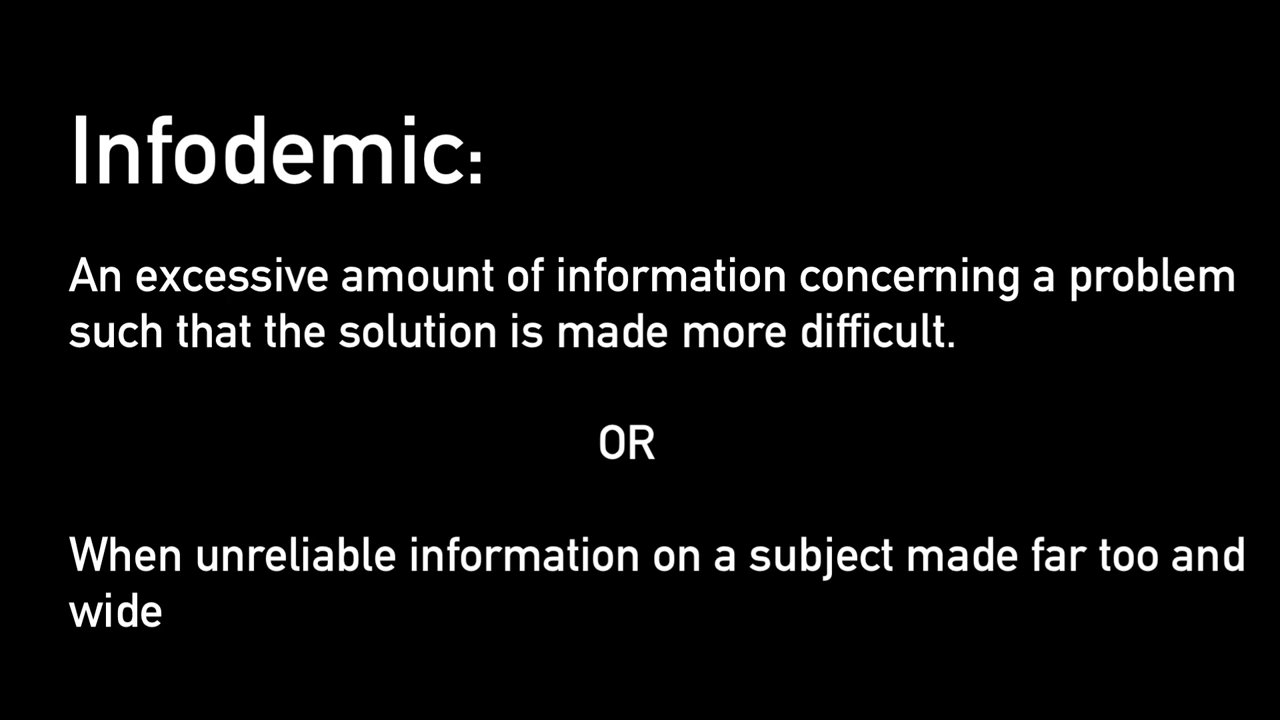 Infodemic:
An excessive amount of information concerning a problem
such that the solution is made more difficult.
OR
When unreliable information on a subject made far too and
wide